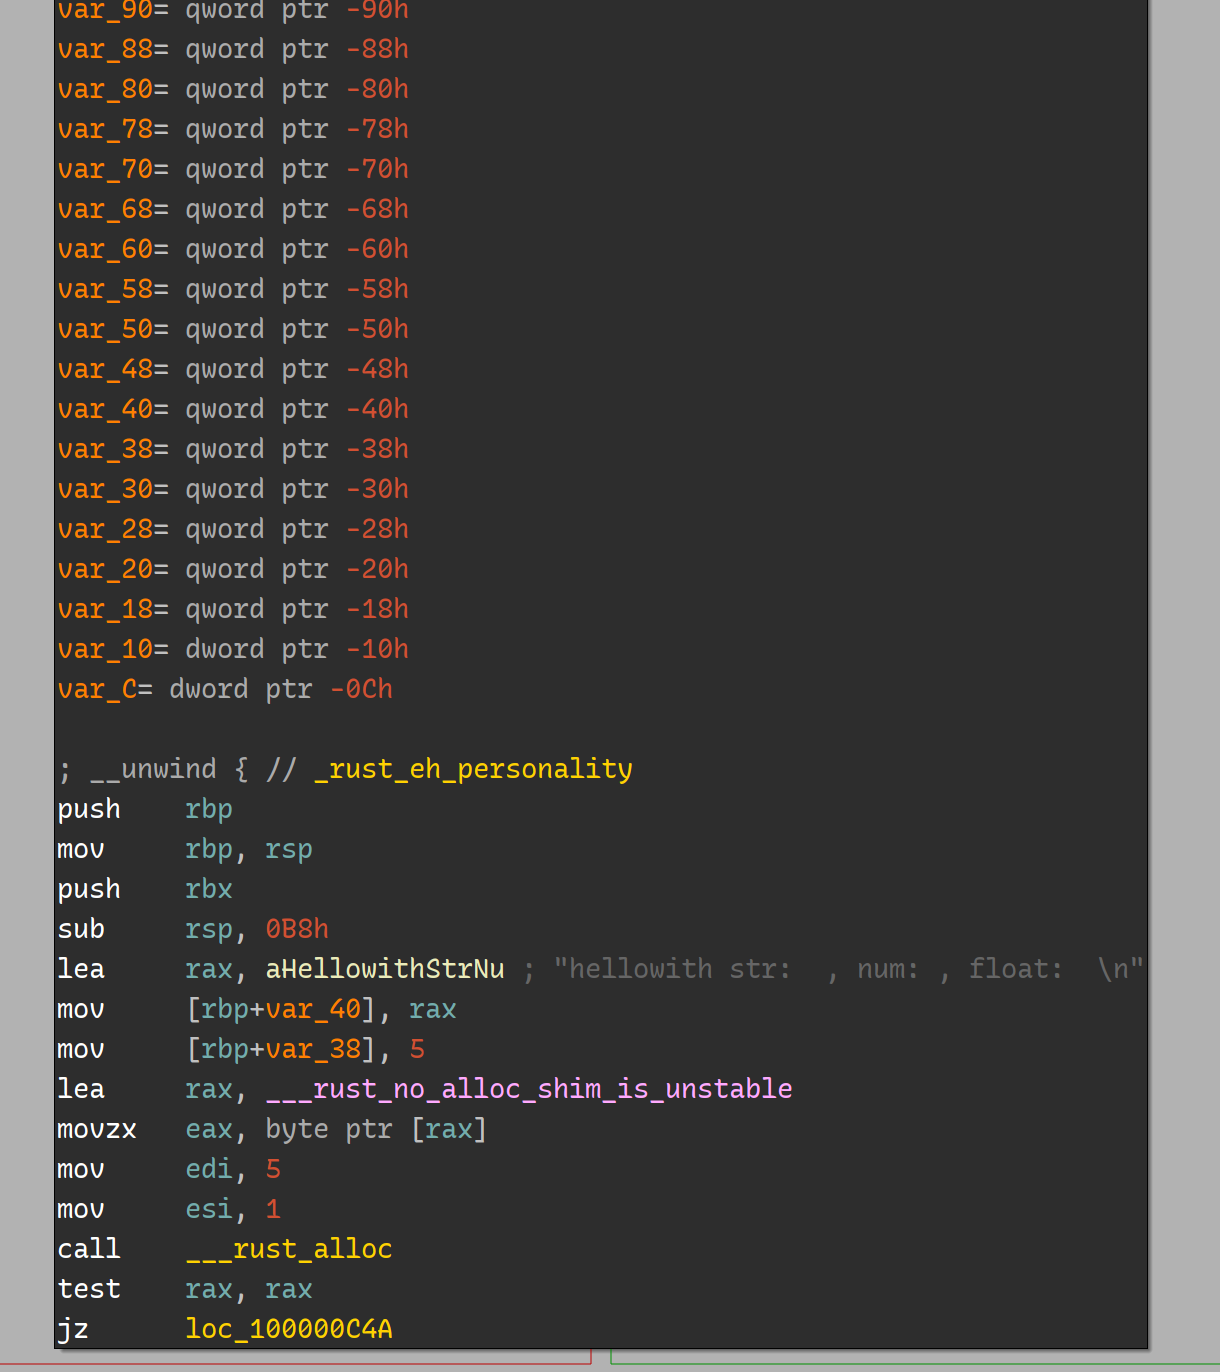 var_90= qword ptr -90h
var_88= qword ptr -88h
var_80= qword ptr -80h
var_78= qword ptr -78h
var_70= qword ptr -70h
var_68= qword ptr -68h
var_60= qword ptr -60h
var_58= qword ptr -58h
var_50= qword ptr -50h
var_48= qword ptr -48h
var_40= qword ptr -40h
var_38= qword ptr -38h
var_30= qword ptr -30h
var_28= qword ptr -28h
var_20= qword ptr -20h
var_18= qword ptr -18h
var_10= dword ptr -10h
var_C= dword ptr -0Ch
; __unwind { // _rust_eh_personality
push    rbp
mov     rbp, rsp
push    rbx
sub     rsp, 0B8h
lea     rax, aHellowithStrNu ; "hellowith str:  , num: , float:  \n"
mov     [rbp+var_40], rax
mov     [rbp+var_38], 5
lea     rax, ___rust_no_alloc_shim_is_unstable
movzx   eax, byte ptr [rax]
mov     edi, 5
mov     esi, 1
call    ___rust_alloc
test    rax, rax
jz      loc_100000C4A